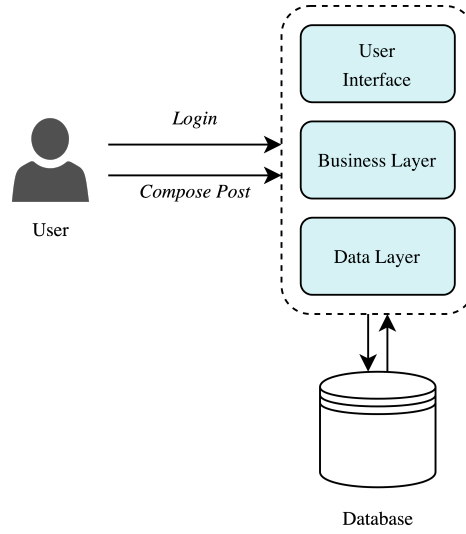 User
Interface
Login
Business Layer
Compose Post
User
Data Layer
Database